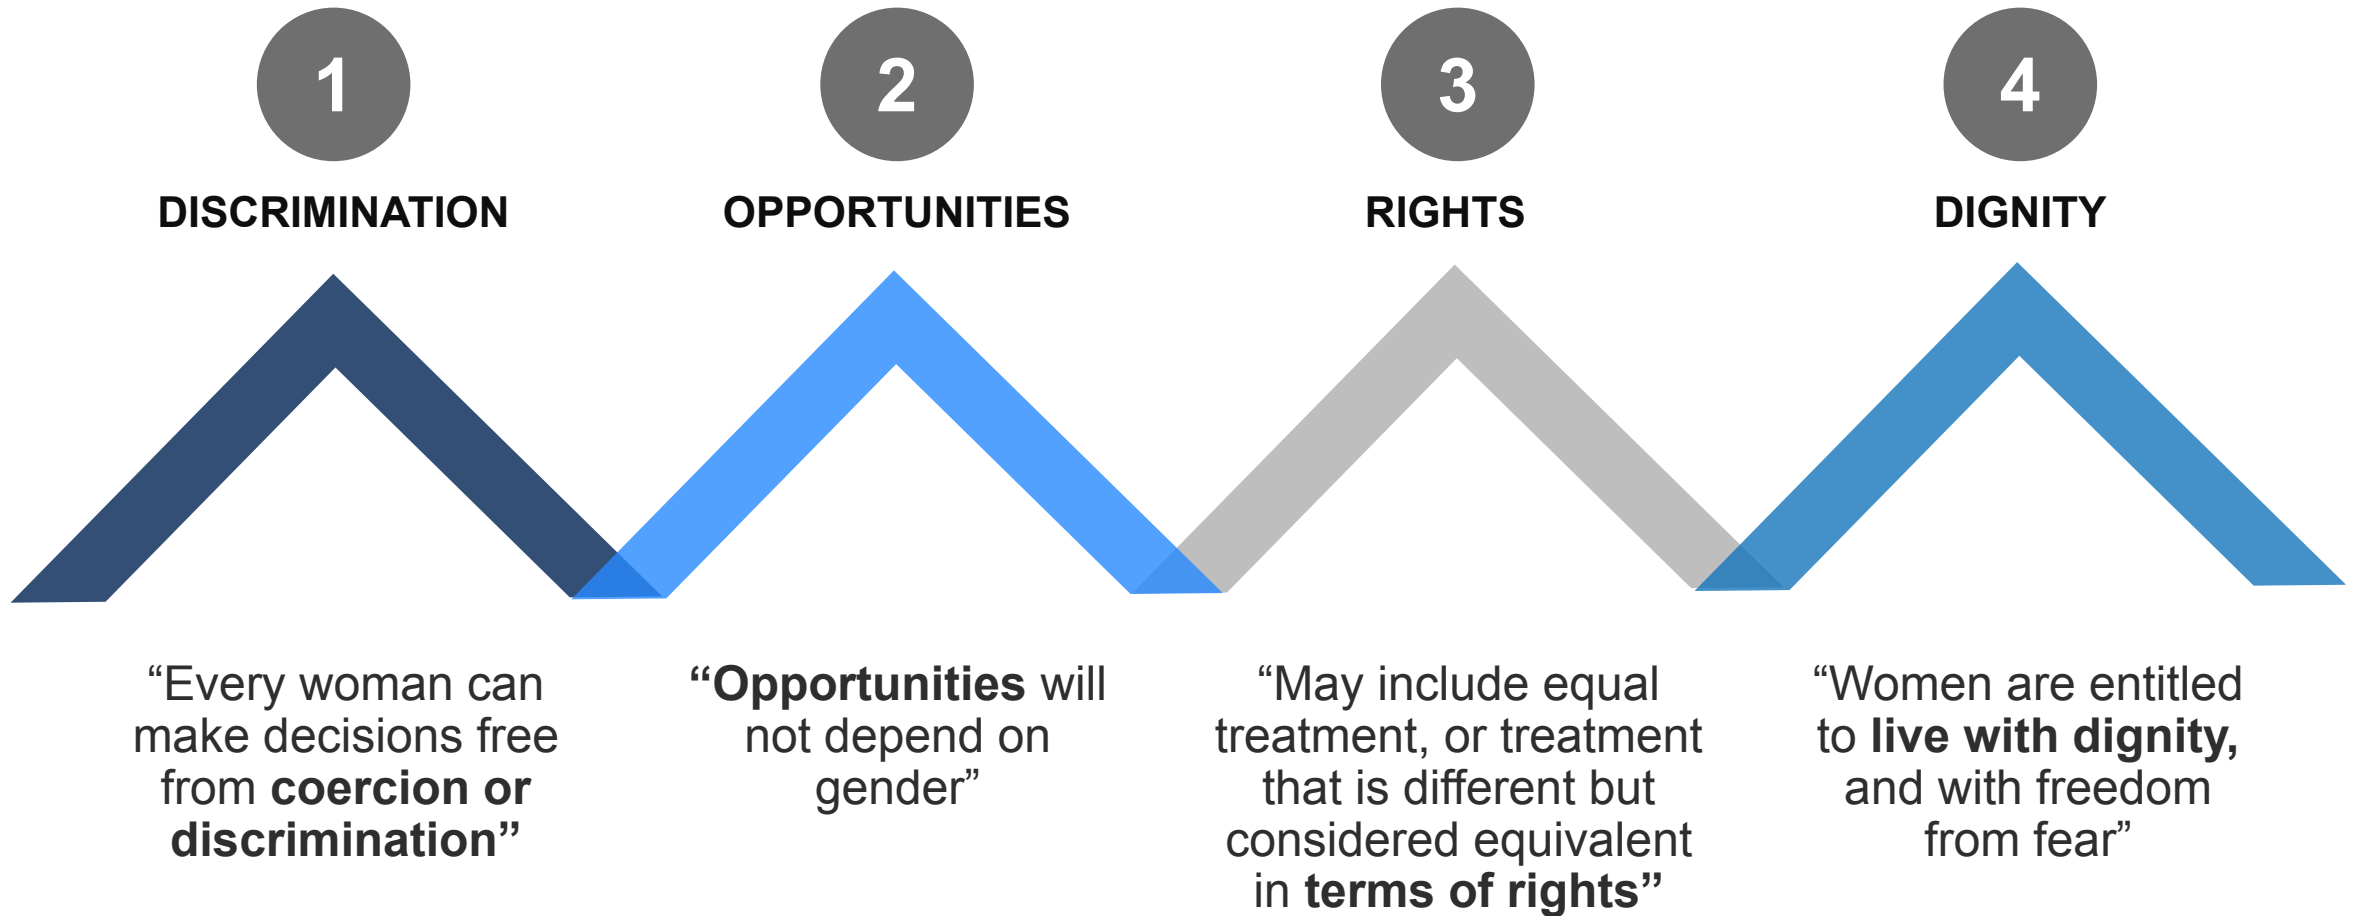 1
DISCRIMINATION
“Every woman can
make decisions free
from coercion or
discrimination”
2
OPPORTUNITIES
“Opportunities will
not depend on
gender”
3
RIGHTS
“May include equal
treatment, or treatment
that is different but
considered equivalent
in terms of rights”
4
DIGNITY
“Women are entitled
to live with dignity,
and with freedom
from fear”